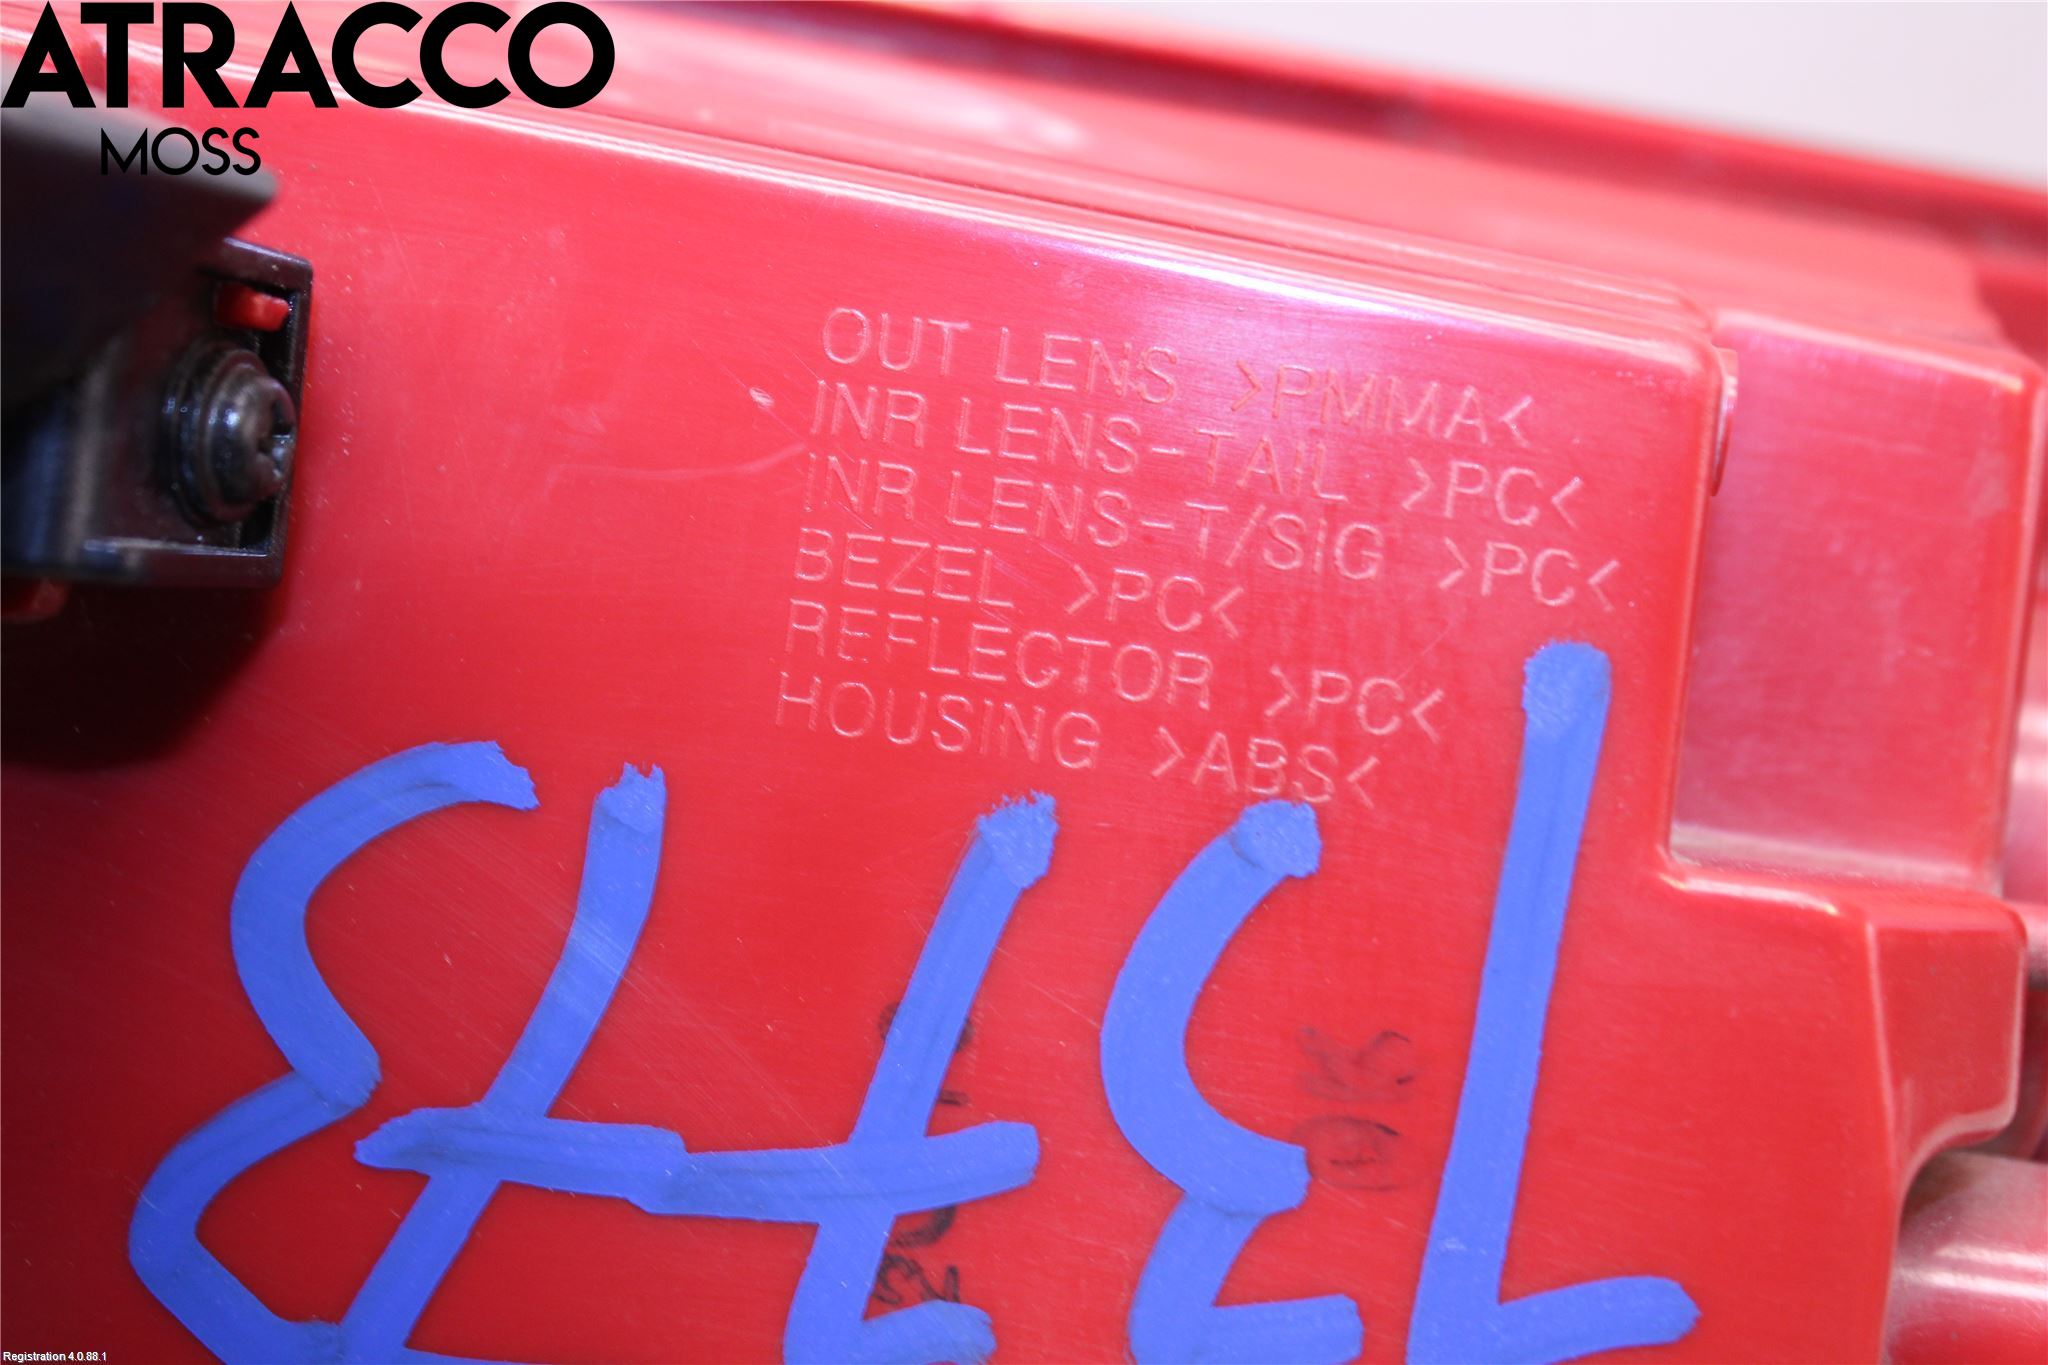 ATRACCO
MOSS
OUT LENS >PMMA<
INR LENS-TAIL >PC<
INR LENS-T/SIG >PC<
BEZEL >PC<
REFLECTOR >PC<
HOUSING >ABS<
OK
Registration 4.0.88.1